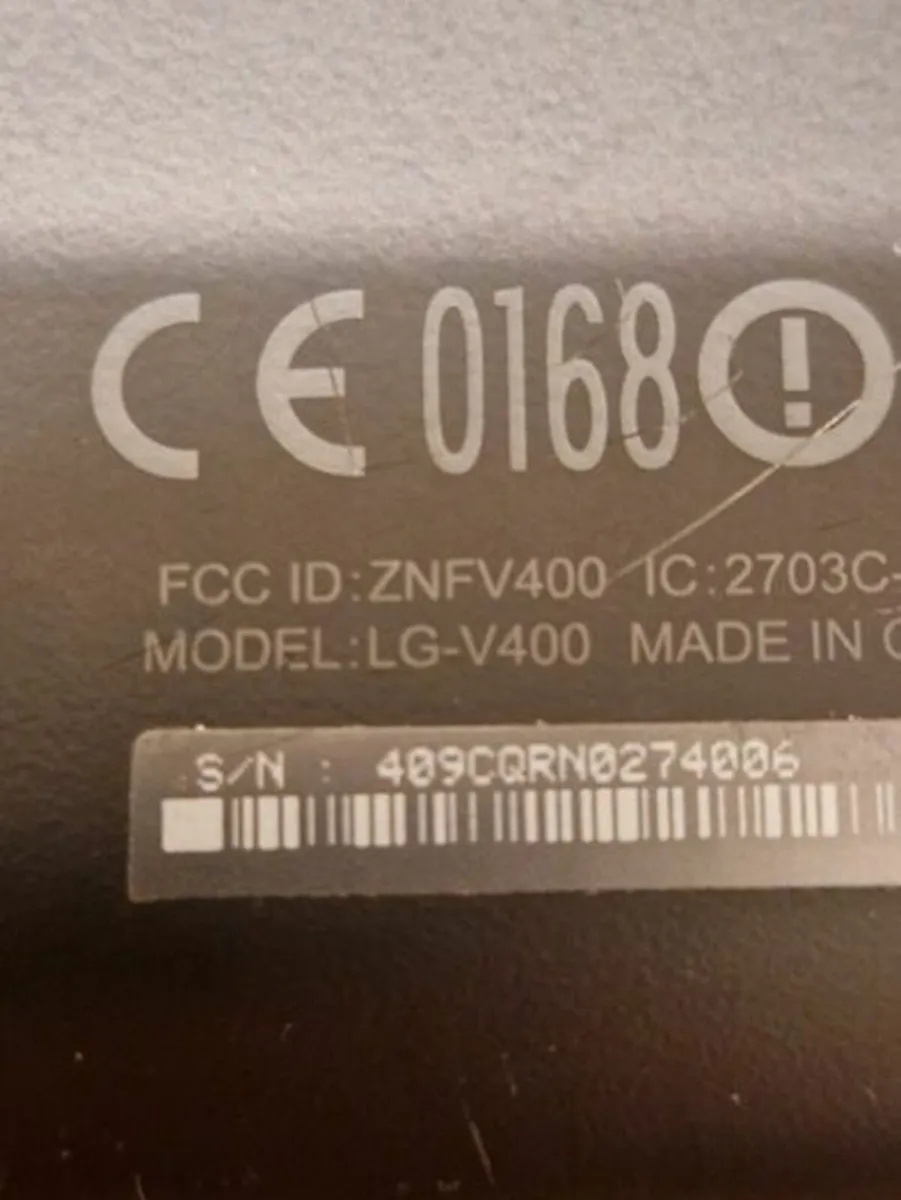 CE 0168
FCC ID:ZNFV400 IC:2703C-
MODEL:LG-V400 MADE IN
S/N : 409CQRN0274006